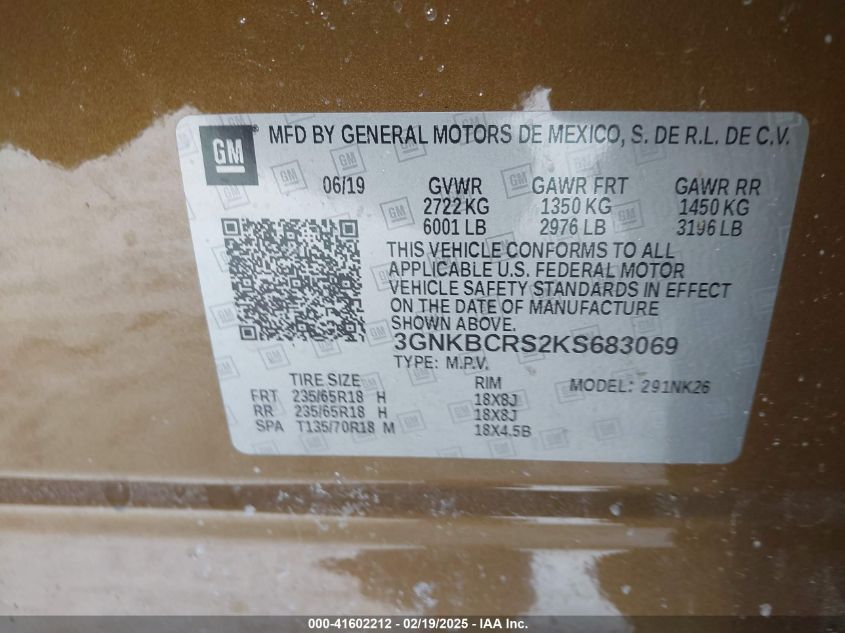 GM
MFD BY GENERAL MOTORS DE MEXICO, S. DE R.L. DE C.V.
06/19 GVWR GAWR FRT GAWR RR
2722 KG 1350 KG 1450 KG
6001 LB 2976 LB 3196 LB
THIS VEHICLE CONFORMS TO ALL
APPLICABLE U.S. FEDERAL MOTOR
VEHICLE SAFETY STANDARDS IN EFFECT
ON THE DATE OF MANUFACTURE
SHOWN ABOVE.
3GNKBCRS2KS683069
TYPE: M.P.V.
TIRE SIZE RIM MODEL: 291NK26
FRT 235/65R18 H 18X8J
RR 235/65R18 H 18X8J
SPA T135/70R18 M 18X4.5B
000-41602212 - 02/19/2025 - IAA Inc.